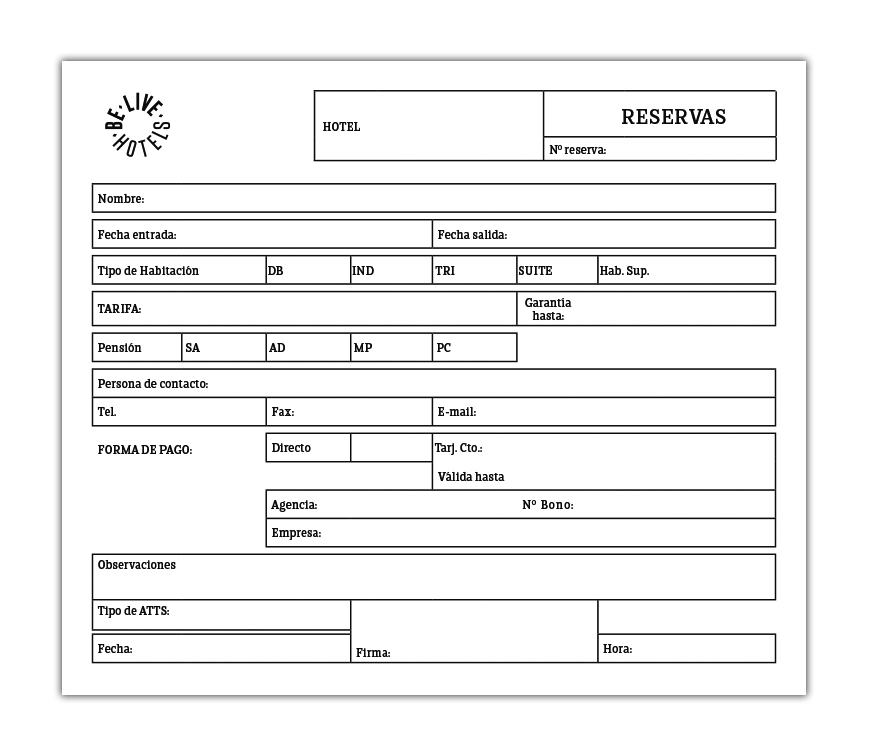 BE·LIVE·HOTELS·
HOTEL
RESERVAS
Nº reserva:
Nombre:
Fecha entrada: Fecha salida:
Tipo de Habitación DB IND TRI SUITE Hab. Sup.
TARIFA: Garantía
hasta:
Pensión SA AD MP PC
Persona de contacto:
Tel. Fax: E-mail:
FORMA DE PAGO: Directo Tarj. Cto.:
Válida hasta
Agencia: Nº Bono:
Empresa:
Observaciones
Tipo de ATTS:
Fecha: Firma: Hora: